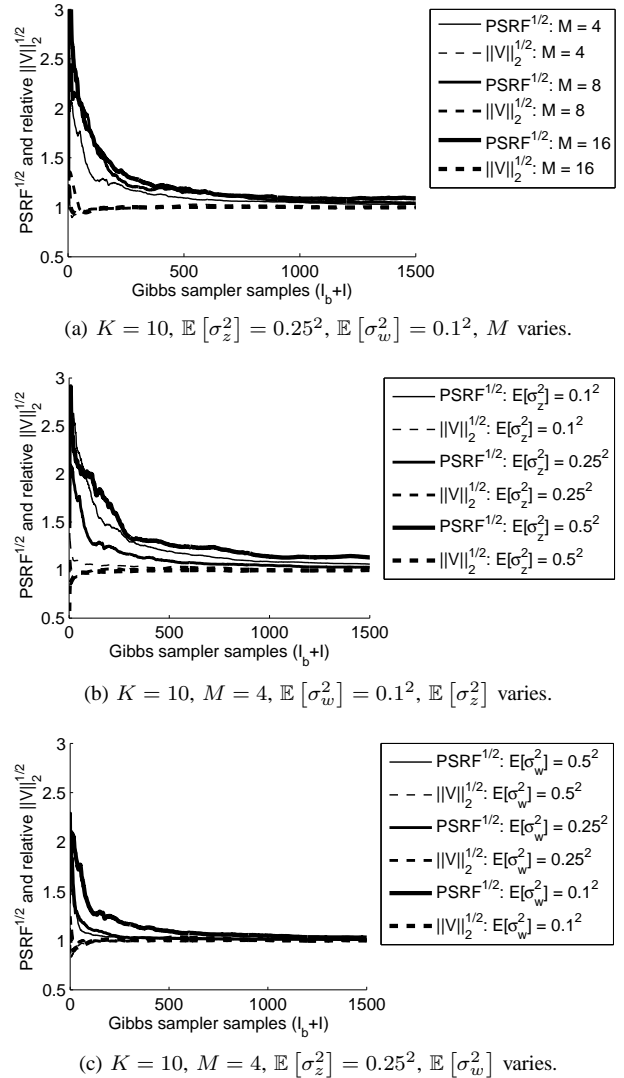 PSRF^1/2 and relative ||V||_2^1/2
3
2.5
2
1.5
1
0.5
0 500 1000 1500
Gibbs sampler samples (I_b+I)
PSRF^1/2: M = 4
||V||_2^1/2: M = 4
PSRF^1/2: M = 8
||V||_2^1/2: M = 8
PSRF^1/2: M = 16
||V||_2^1/2: M = 16
(a) K = 10, 𝔼 [σ_z^2] = 0.25^2, 𝔼 [σ_w^2] = 0.1^2, M varies.
PSRF^1/2 and relative ||V||_2^1/2
3
2.5
2
1.5
1
0.5
0 500 1000 1500
Gibbs sampler samples (I_b+I)
PSRF^1/2: E[σ_z^2] = 0.1^2
||V||_2^1/2: E[σ_z^2] = 0.1^2
PSRF^1/2: E[σ_z^2] = 0.25^2
||V||_2^1/2: E[σ_z^2] = 0.25^2
PSRF^1/2: E[σ_z^2] = 0.5^2
||V||_2^1/2: E[σ_z^2] = 0.5^2
(b) K = 10, M = 4, 𝔼 [σ_w^2] = 0.1^2, 𝔼 [σ_z^2] varies.
PSRF^1/2 and relative ||V||_2^1/2
3
2.5
2
1.5
1
0.5
0 500 1000 1500
Gibbs sampler samples (I_b+I)
PSRF^1/2: E[σ_w^2] = 0.5^2
||V||_2^1/2: E[σ_w^2] = 0.5^2
PSRF^1/2: E[σ_w^2] = 0.25^2
||V||_2^1/2: E[σ_w^2] = 0.25^2
PSRF^1/2: E[σ_w^2] = 0.1^2
||V||_2^1/2: E[σ_w^2] = 0.1^2
(c) K = 10, M = 4, 𝔼 [σ_z^2] = 0.25^2, 𝔼 [σ_w^2] varies.